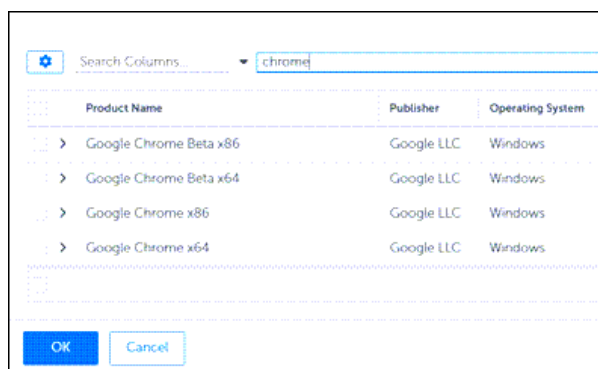 Search Columns... chrome
Product Name Publisher Operating System
Google Chrome Beta x86 Google LLC Windows
Google Chrome Beta x64 Google LLC Windows
Google Chrome x86 Google LLC Windows
Google Chrome x64 Google LLC Windows
OK Cancel